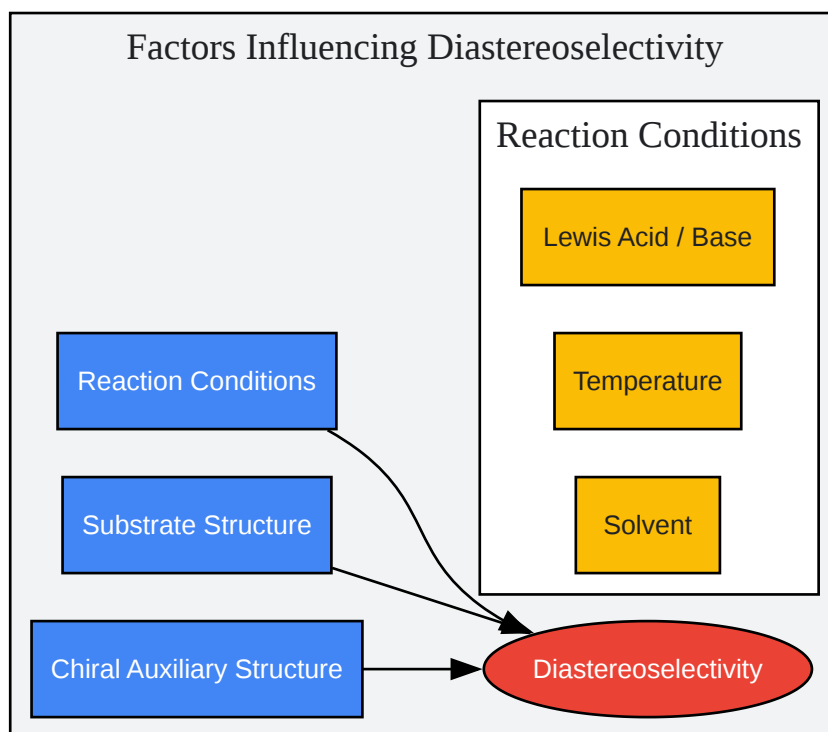 Factors Influencing Diastereoselectivity
Reaction Conditions
Lewis Acid / Base
Reaction Conditions
Temperature
Substrate Structure
Solvent
Chiral Auxiliary Structure
Diastereoselectivity